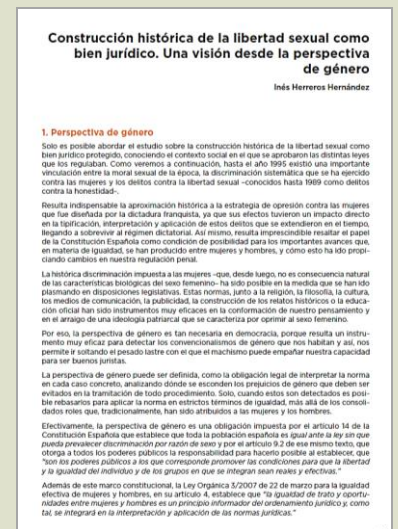 Construcción histórica de la libertad sexual como
bien jurídico. Una visión desde la perspectiva
de género
Inés Herreros Hernández
1. Perspectiva de género
Solo es posible abordar el estudio sobre la construcción histórica de la libertad sexual como
bien jurídico protegido, conociendo el contexto social en el que se aprobaron las distintas leyes
que los regulaban. Como veremos a continuación, hasta el año 1995 existió una importante
vinculación entre la moral sexual de la época, la discriminación sistemática que se ha ejercido
contra las mujeres y los delitos contra la libertad sexual –conocidos hasta 1989 como delitos
contra la honestidad–.
Resulta indispensable la aproximación histórica a la estrategia de opresión contra las mujeres
que fue diseñada por la dictadura franquista, ya que sus efectos tuvieron un impacto directo
en la tipificación, interpretación y aplicación de estos delitos que se extendieron en el tiempo,
llegando a sobrevivir al régimen dictatorial. Así mismo, resulta imprescindible resaltar el papel
de la Constitución Española como condición de posibilidad para los importantes avances que,
en materia de igualdad, se han producido entre mujeres y hombres, y cómo esto ha ido propi-
ciando cambios en nuestra regulación penal.
La histórica discriminación impuesta a las mujeres –que, desde luego, no es consecuencia natural
de las características biológicas del sexo femenino– ha sido posible en la medida que se han ido
plasmando en disposiciones legislativas. Estas normas, junto a la religión, la filosofía, la cultura,
los medios de comunicación, la publicidad, la construcción de los relatos históricos o la educa-
ción oficial han sido instrumentos muy eficaces en la conformación de nuestro pensamiento y
en el arraigo de una ideología patriarcal que se caracteriza por oprimir al sexo femenino.
Por eso, la perspectiva de género es tan necesaria en democracia, porque resulta un instru-
mento muy eficaz para detectar los convencionalismos de género que nos habitan y así, nos
permite ir soltando el pesado lastre con el que el machismo puede empañar nuestra capacidad
para ser buenos juristas.
La perspectiva de género puede ser definida, como la obligación legal de interpretar la norma
en cada caso concreto, analizando dónde se esconden los prejuicios de género que deben ser
evitados en la tramitación de todo procedimiento. Solo, cuando estos son detectados es posi-
ble rebasarlos para aplicar la norma en estrictos términos de igualdad, más allá de los consoli-
dados roles que, tradicionalmente, han sido atribuidos a las mujeres y los hombres.
Efectivamente, la perspectiva de género es una obligación impuesta por el artículo 14 de la
Constitución Española que establece que toda la población española es igual ante la ley sin que
pueda prevalecer discriminación por razón de sexo y por el artículo 9.2 de ese mismo texto, que
otorga a todos los poderes públicos la responsabilidad para hacerlo posible al establecer, que
"son los poderes públicos a los que corresponde promover las condiciones para que la libertad
y la igualdad del individuo y de los grupos en que se integran sean reales y efectivas."
Además de este marco constitucional, la Ley Orgánica 3/2007 de 22 de marzo para la igualdad
efectiva de mujeres y hombres, en su artículo 4, establece que "la igualdad de trato y oportu-
nidades entre mujeres y hombres es un principio informador del ordenamiento jurídico y, como
tal, se integrará en la interpretación y aplicación de las normas jurídicas."